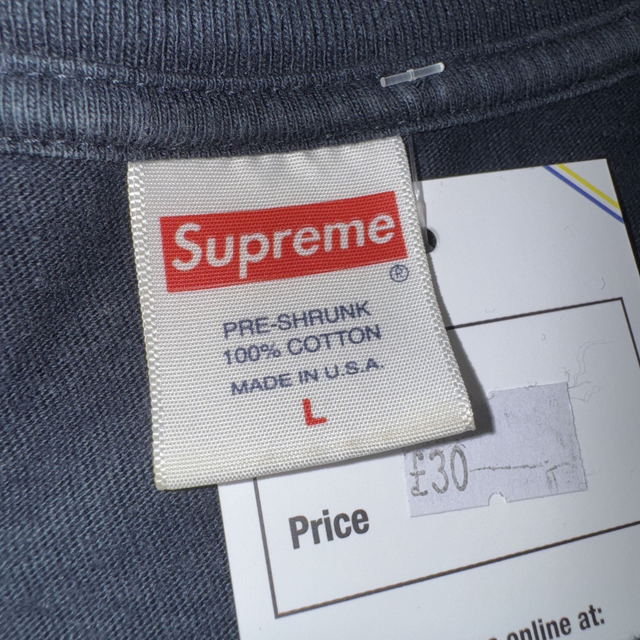 Supreme
®
PRE-SHRUNK
100% COTTON
MADE IN U.S.A.
L
£30
Price
online at: